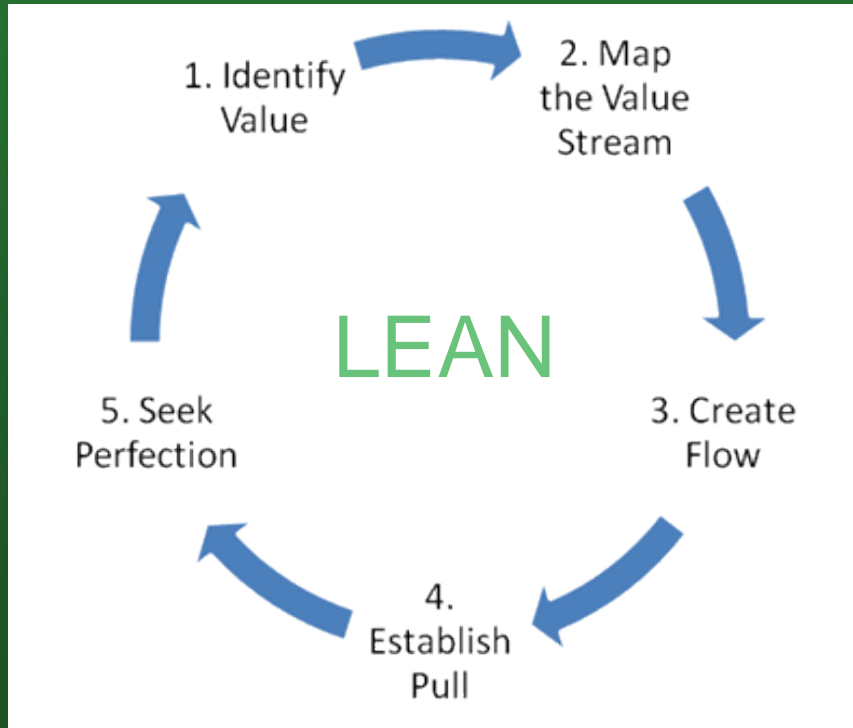 1. Identify
Value
2. Map
the Value
Stream
LEAN
3. Create
Flow
4.
Establish
Pull
5. Seek
Perfection